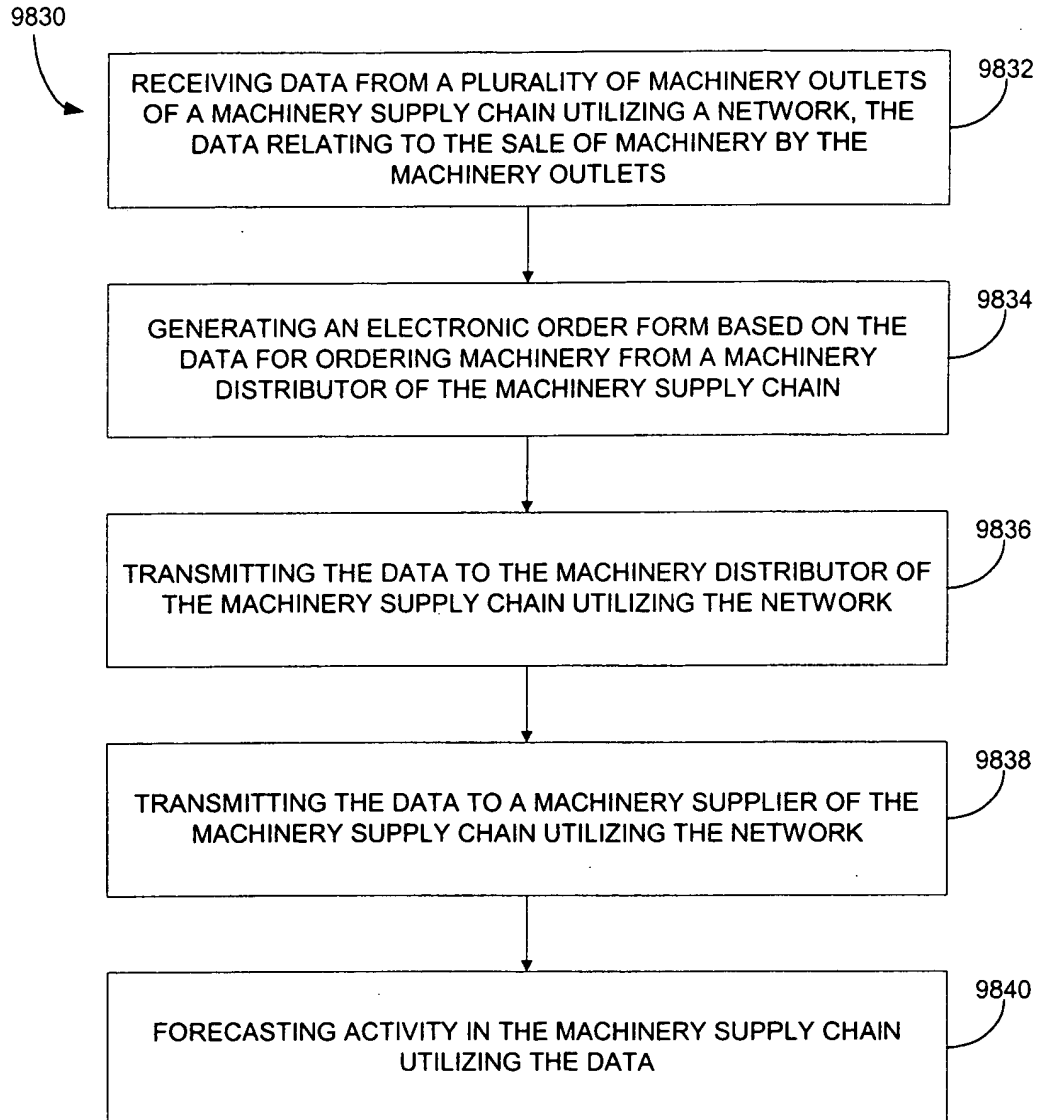 9830
RECEIVING DATA FROM A PLURALITY OF MACHINERY OUTLETS
OF A MACHINERY SUPPLY CHAIN UTILIZING A NETWORK, THE
DATA RELATING TO THE SALE OF MACHINERY BY THE
MACHINERY OUTLETS
9832
GENERATING AN ELECTRONIC ORDER FORM BASED ON THE
DATA FOR ORDERING MACHINERY FROM A MACHINERY
DISTRIBUTOR OF THE MACHINERY SUPPLY CHAIN
9834
TRANSMITTING THE DATA TO THE MACHINERY DISTRIBUTOR OF
THE MACHINERY SUPPLY CHAIN UTILIZING THE NETWORK
9836
TRANSMITTING THE DATA TO A MACHINERY SUPPLIER OF THE
MACHINERY SUPPLY CHAIN UTILIZING THE NETWORK
9838
FORECASTING ACTIVITY IN THE MACHINERY SUPPLY CHAIN
UTILIZING THE DATA
9840